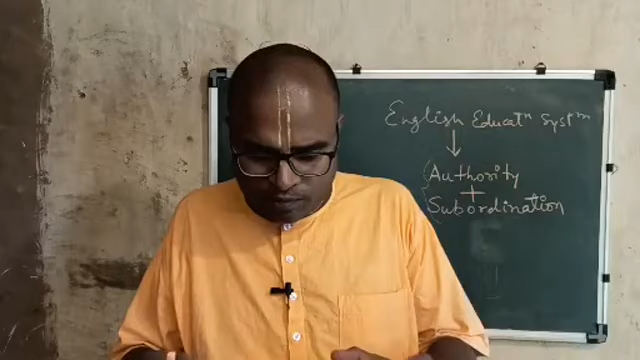 English Educatⁿ Systᵐ
↓
Authority
+
Subordination